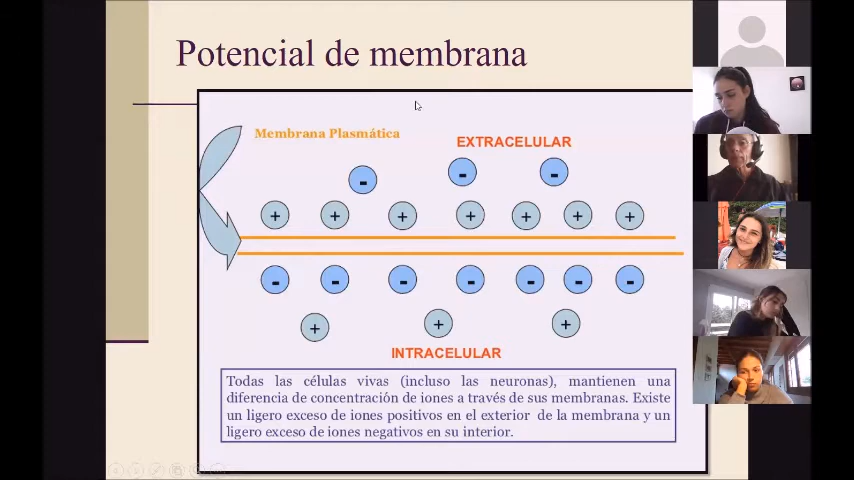 Potencial de membrana
Membrana Plasmática
EXTRACELULAR
- - -
+ + + + + + +
- - - - - - -
+ + +
INTRACELULAR
Todas las células vivas (incluso las neuronas), mantienen una
diferencia de concentración de iones a través de sus membranas. Existe
un ligero exceso de iones positivos en el exterior de la membrana y un
ligero exceso de iones negativos en su interior.